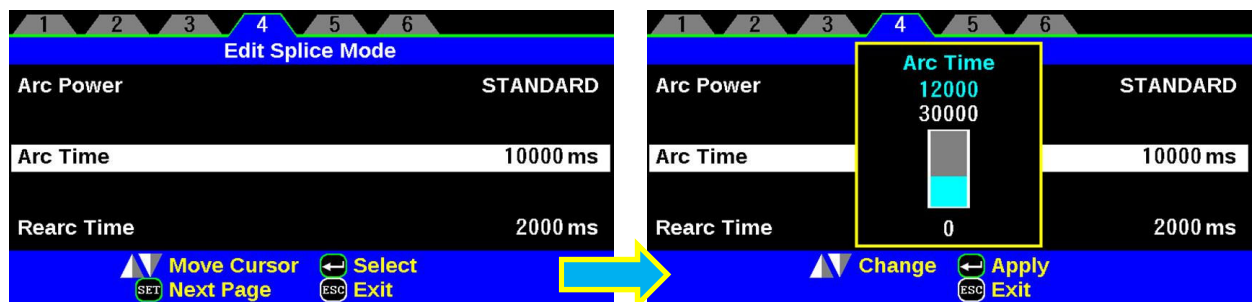 1 2 3 4 5 6
Edit Splice Mode
Arc Power STANDARD
Arc Time 10000 ms
Rearc Time 2000 ms
Move Cursor Select
SET Next Page ESC Exit
1 2 3 4 5 6
Arc Time
12000
30000
0
Arc Power STANDARD
Arc Time 10000 ms
Rearc Time 2000 ms
Change Apply
ESC Exit